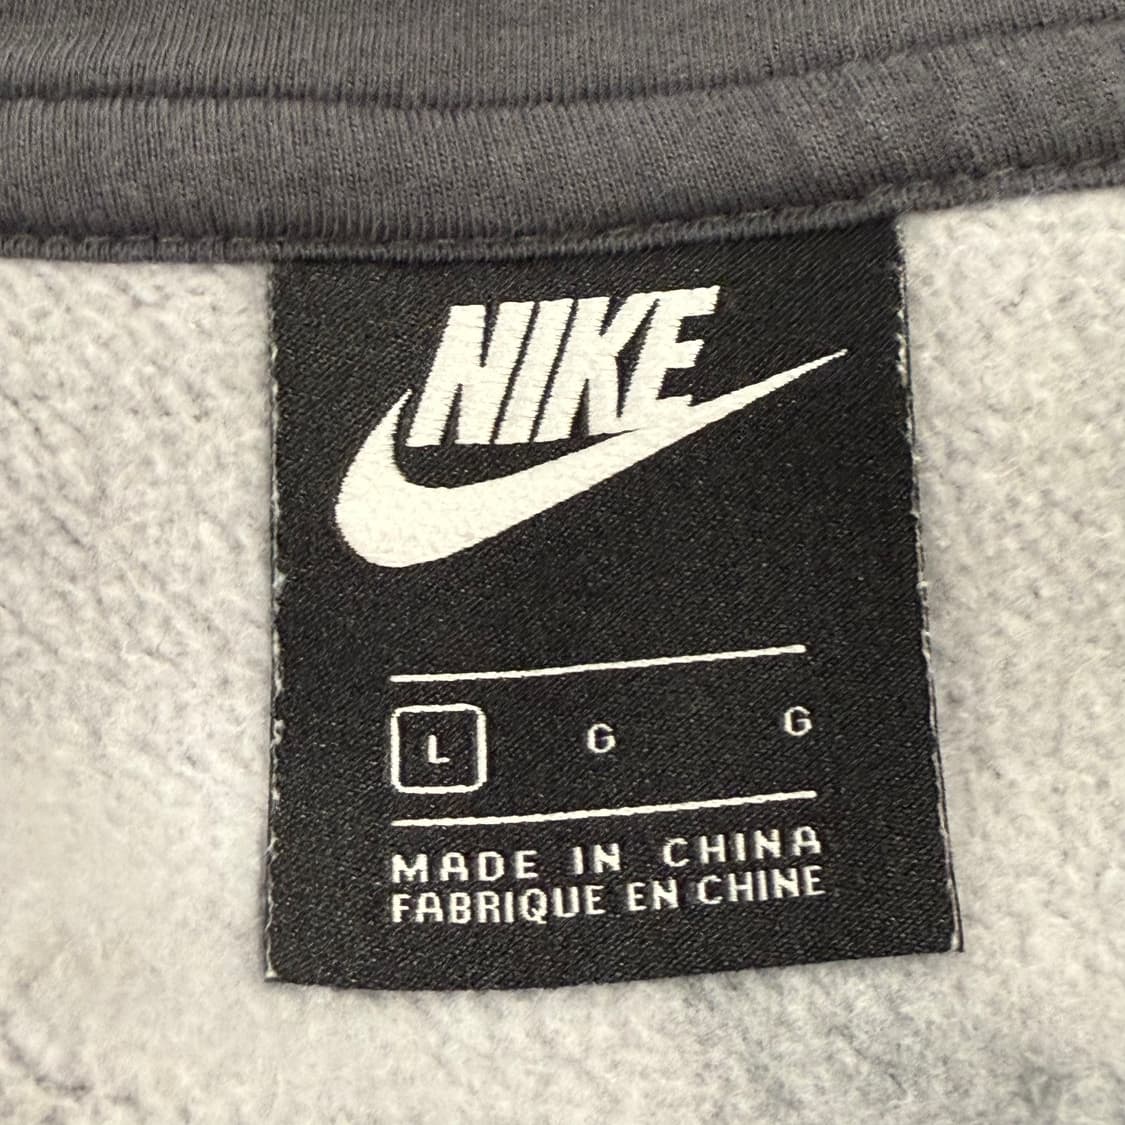 NIKE
L G G
MADE IN CHINA
FABRIQUE EN CHINE